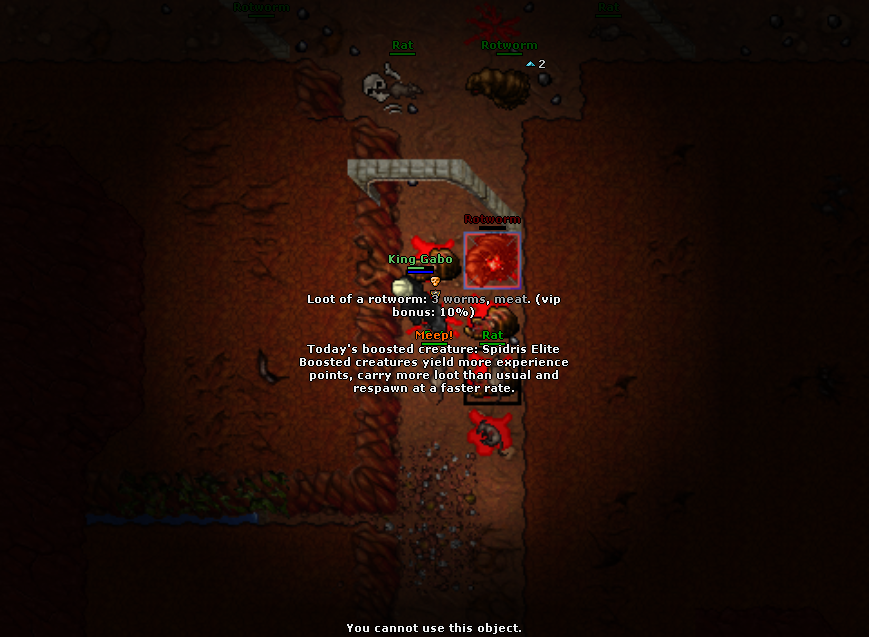 Rotworm
Rat
Rat
Rotworm
2
Rotworm
King Gabo
Loot of a rotworm: 3 worms, meat. (vip
bonus: 10%)
Meep!
Rat
Today's boosted creature: Spidris Elite
Boosted creatures yield more experience
points, carry more loot than usual and
respawn at a faster rate.
You cannot use this object.